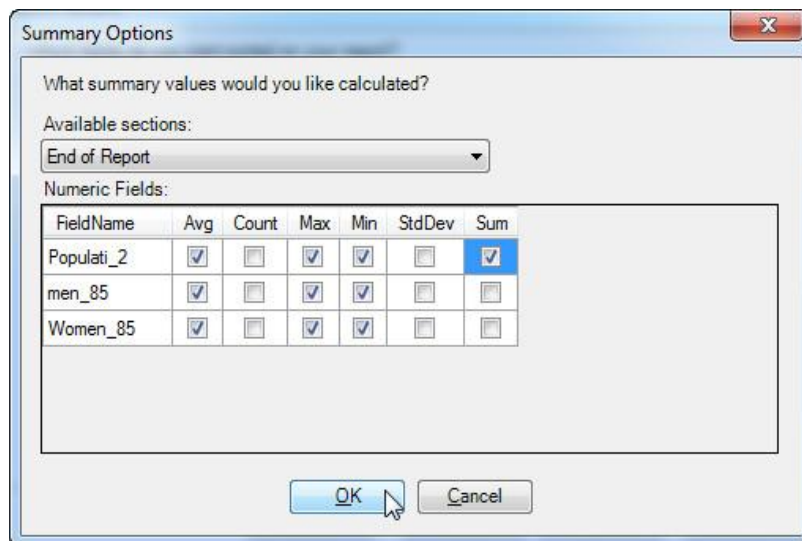 Summary Options
What summary values would you like calculated?
Available sections:
End of Report
Numeric Fields:
FieldName Avg Count Max Min StdDev Sum
Populati_2
men_85
Women_85
OK Cancel